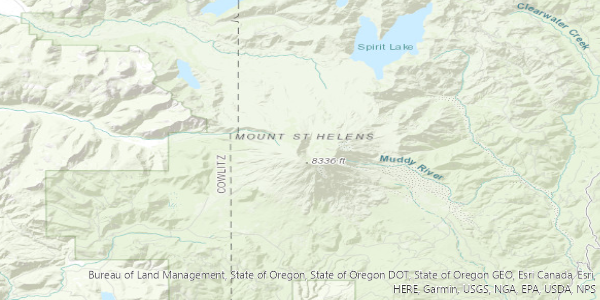 Clearwater Creek
Spirit Lake
MOUNT ST HELENS
8336 ft
Muddy River
COWLITZ
Bureau of Land Management, State of Oregon, State of Oregon DOT, State of Oregon GEO, Esri Canada, Esri,
HERE, Garmin, USGS, NGA, EPA, USDA, NPS